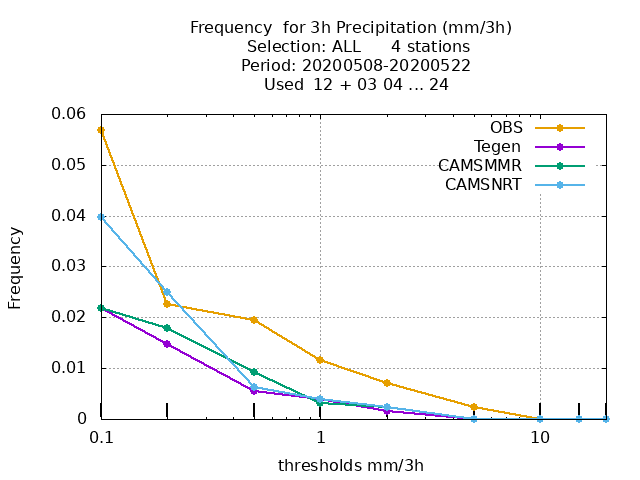 Frequency  for 3h Precipitation (mm/3h)
Selection: ALL      4 stations
Period: 20200508-20200522
Used  12 + 03 04 ... 24
0.06
0.05
0.04
0.03
0.02
0.01
0
Frequency
OBS
Tegen
CAMSMMR
CAMSNRT
0.1 1 10
thresholds mm/3h